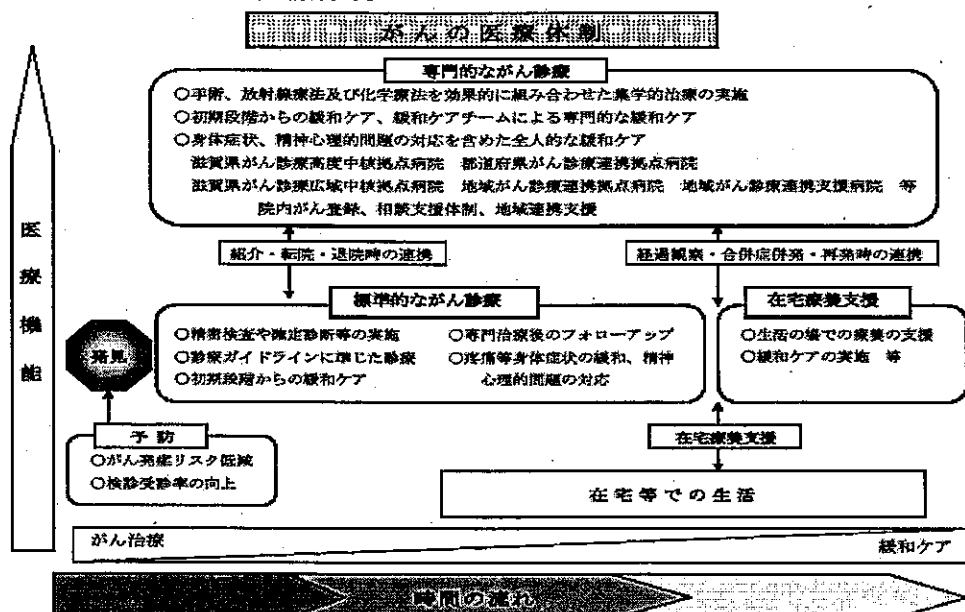 がんの医療体制
専門的ながん診療
○手術、放射線療法及び化学療法を効果的に組み合わせた集学的治療の実施
○初期段階からの緩和ケア、緩和ケアチームによる専門的な緩和ケア
○身体症状、精神心理的問題の対応を含めた全人的な緩和ケア
滋賀県がん診療高度中核拠点病院 都道府県がん診療連携拠点病院
滋賀県がん診療広域中核拠点病院 地域がん診療連携拠点病院 地域がん診療連携支援病院 等
院内がん登録、相談支援体制、地域連携支援
医療機能
紹介・転院・退院時の連携
経過観察・合併症併発・再発時の連携
標準的ながん診療
○精密検査や確定診断等の実施
○診療ガイドラインに準じた診療
○初期段階からの緩和ケア
○専門治療後のフォローアップ
○疼痛等身体症状の緩和、精神
心理的問題の対応
在宅療養支援
○生活の場での療養の支援
○緩和ケアの実施 等
発見
予防
○がん発症リスク低減
○検診受診率の向上
在宅療養支援
在宅等での生活
がん治療
緩和ケア
時間の流れ